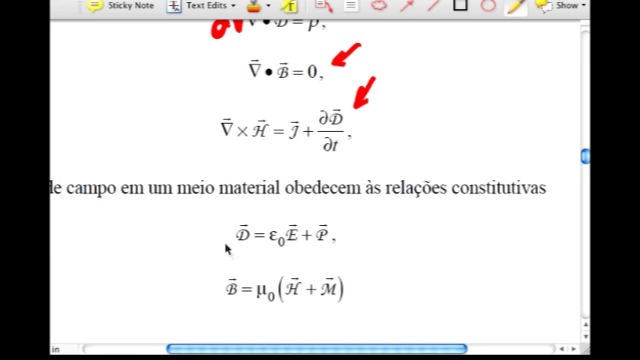 Sticky Note Text Edits Show
∇⃗ • D⃗ = ρ,
∇⃗ • B⃗ = 0,
∇⃗ × H⃗ = J⃗ + ∂D⃗/∂t,
de campo em um meio material obedecem às relações constitutivas
D⃗ = ε₀E⃗ + P⃗,
B⃗ = μ₀(H⃗ + M⃗)
in